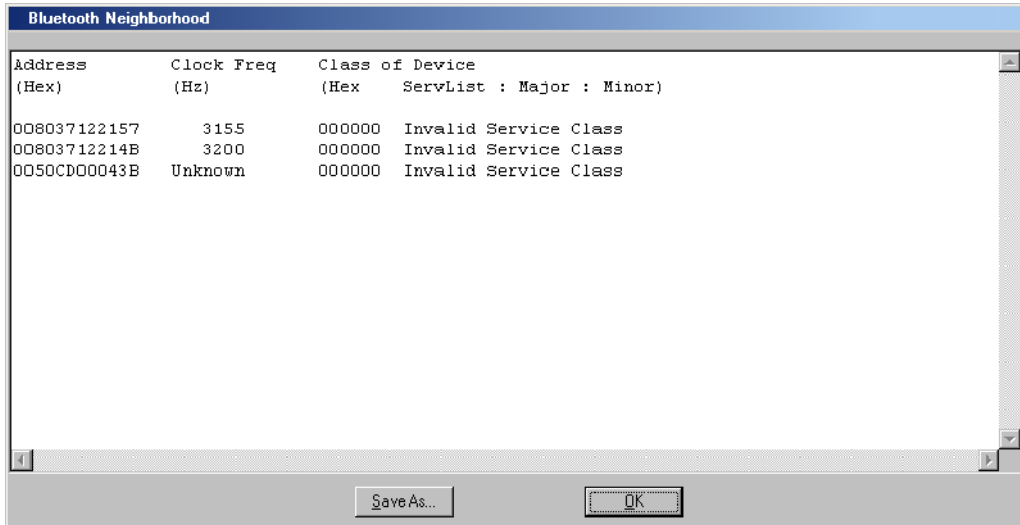 Bluetooth Neighborhood
Address Clock Freq Class of Device
(Hex) (Hz) (Hex ServList : Major : Minor)
008037122157 3155 000000 Invalid Service Class
00803712214B 3200 000000 Invalid Service Class
0050CD00043B Unknown 000000 Invalid Service Class
Save As... OK